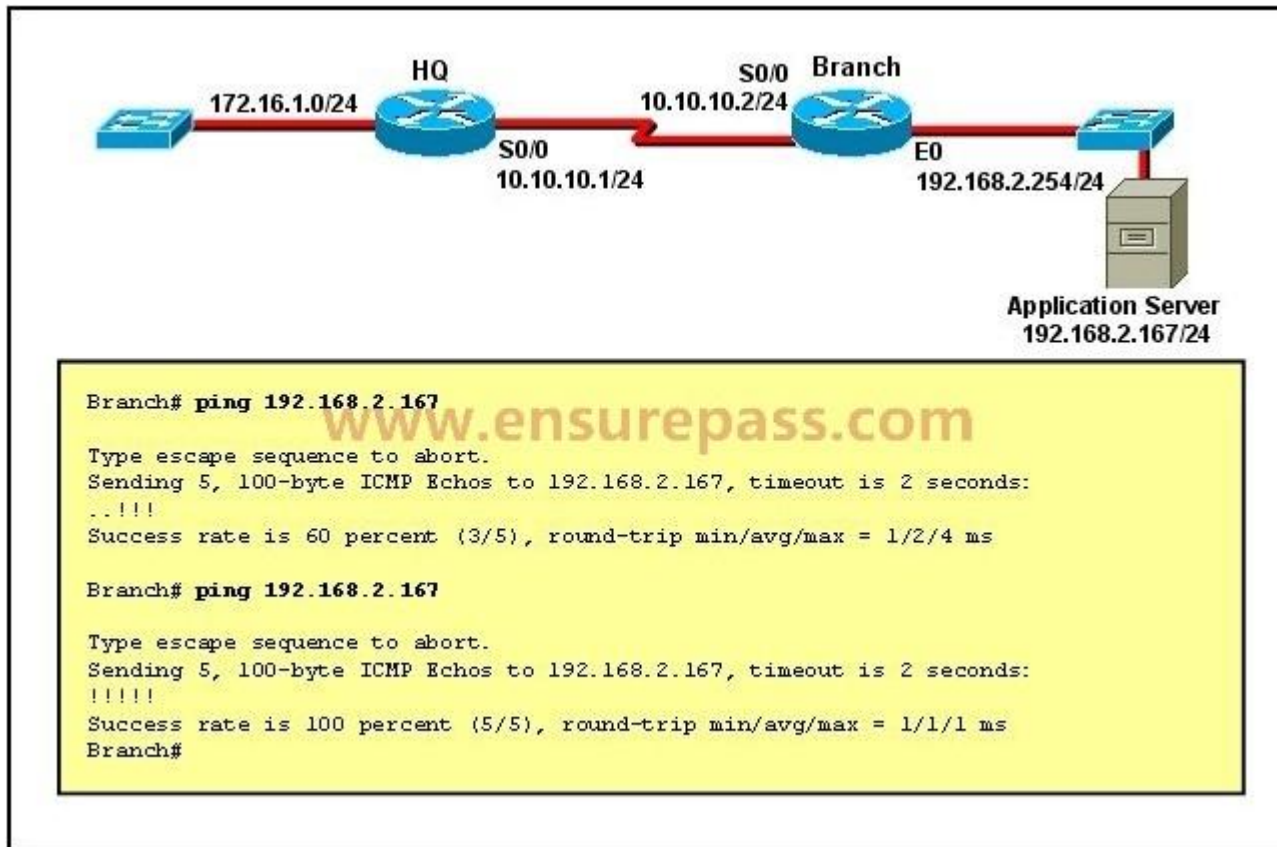 HQ
S0/0 Branch
172.16.1.0/24
10.10.10.2/24
S0/0
10.10.10.1/24
E0
192.168.2.254/24
Application Server
192.168.2.167/24
Branch# ping 192.168.2.167
www.ensurepass.com
Type escape sequence to abort.
Sending 5, 100-byte ICMP Echos to 192.168.2.167, timeout is 2 seconds:
..!!!
Success rate is 60 percent (3/5), round-trip min/avg/max = 1/2/4 ms
Branch# ping 192.168.2.167
Type escape sequence to abort.
Sending 5, 100-byte ICMP Echos to 192.168.2.167, timeout is 2 seconds:
!!!!!
Success rate is 100 percent (5/5), round-trip min/avg/max = 1/1/1 ms
Branch#